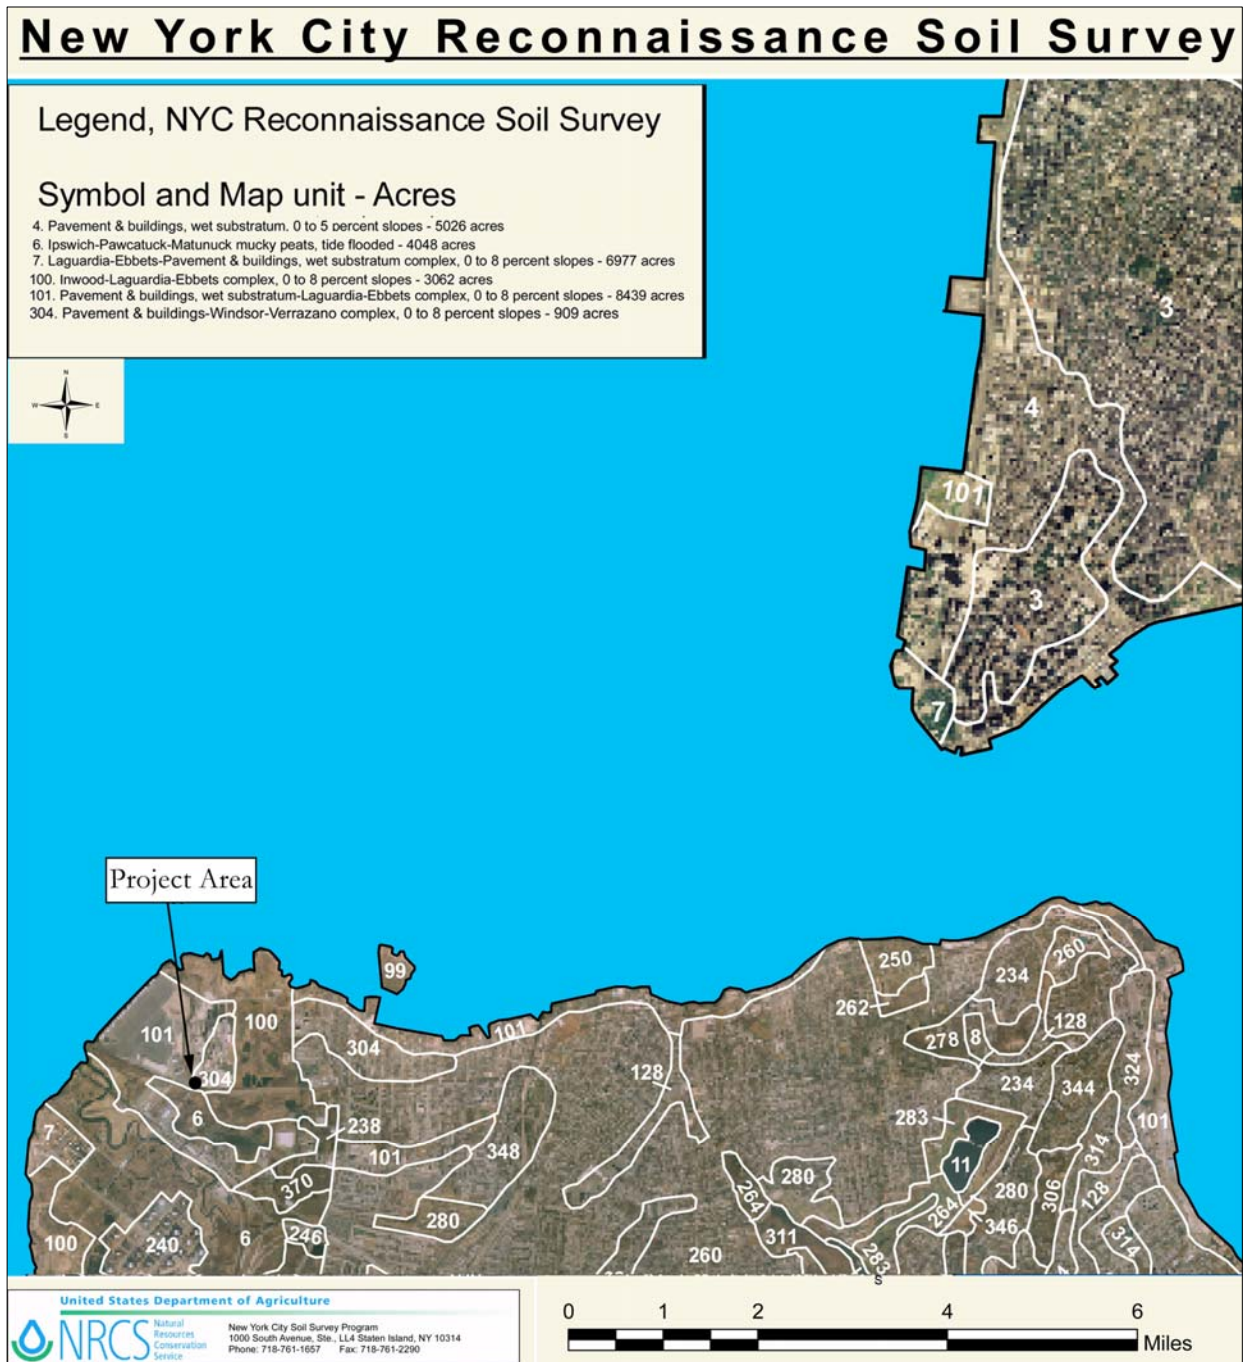 New York City Reconnaissance Soil Survey
Legend, NYC Reconnaissance Soil Survey
Symbol and Map unit - Acres
4. Pavement & buildings, wet substratum. 0 to 5 percent slopes - 5026 acres
6. Ipswich-Pawcatuck-Matunuck mucky peats, tide flooded - 4048 acres
7. Laguardia-Ebbets-Pavement & buildings, wet substratum complex, 0 to 8 percent slopes - 6977 acres
100. Inwood-Laguardia-Ebbets complex, 0 to 8 percent slopes - 3062 acres
101. Pavement & buildings, wet substratum-Laguardia-Ebbets complex, 0 to 8 percent slopes - 8439 acres
304. Pavement & buildings-Windsor-Verrazano complex, 0 to 8 percent slopes - 909 acres
N
W E
S
3
4
101
3
7
Project Area
99
250
260
234
262
101
100
304
101
128
278
8
128
324
304
234
344
6
238
283
7
101
348
101
314
11
370
280
264
280
306
128
280
264
346
314
100
240
6
246
311
260
283
S
United States Department of Agriculture
NRCS
Natural
Resources
Conservation
Service
New York City Soil Survey Program
1000 South Avenue, Ste., LL4 Staten Island, NY 10314
Phone: 718-761-1657 Fax: 718-761-2290
0 1 2 4 6
Miles